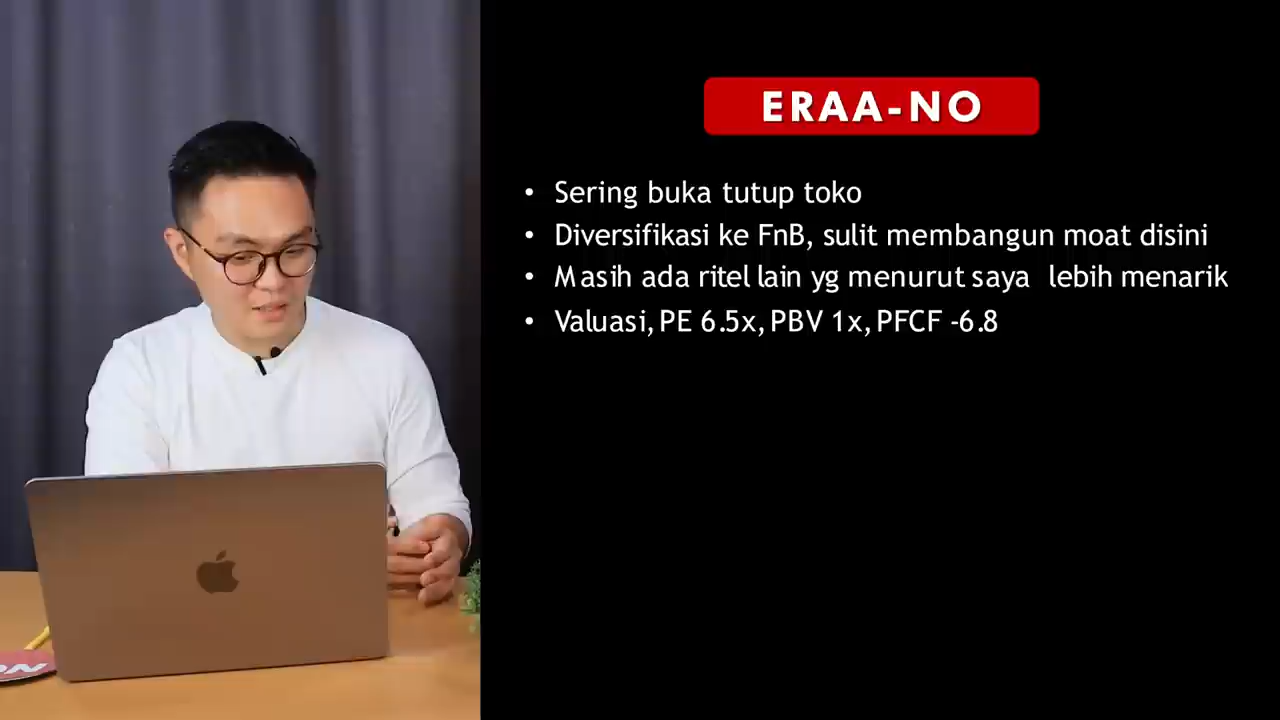 ERAA-NO
• Sering buka tutup toko
• Diversifikasi ke FnB, sulit membangun moat disini
• Masih ada ritel lain yg menurut saya lebih menarik
• Valuasi, PE 6.5x, PBV 1x, PFCF -6.8